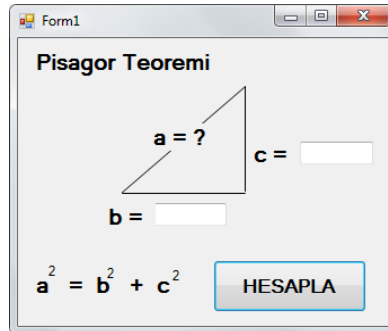 Form1
Pisagor Teoremi
a = ?
c =
b =
a² = b² + c²
HESAPLA